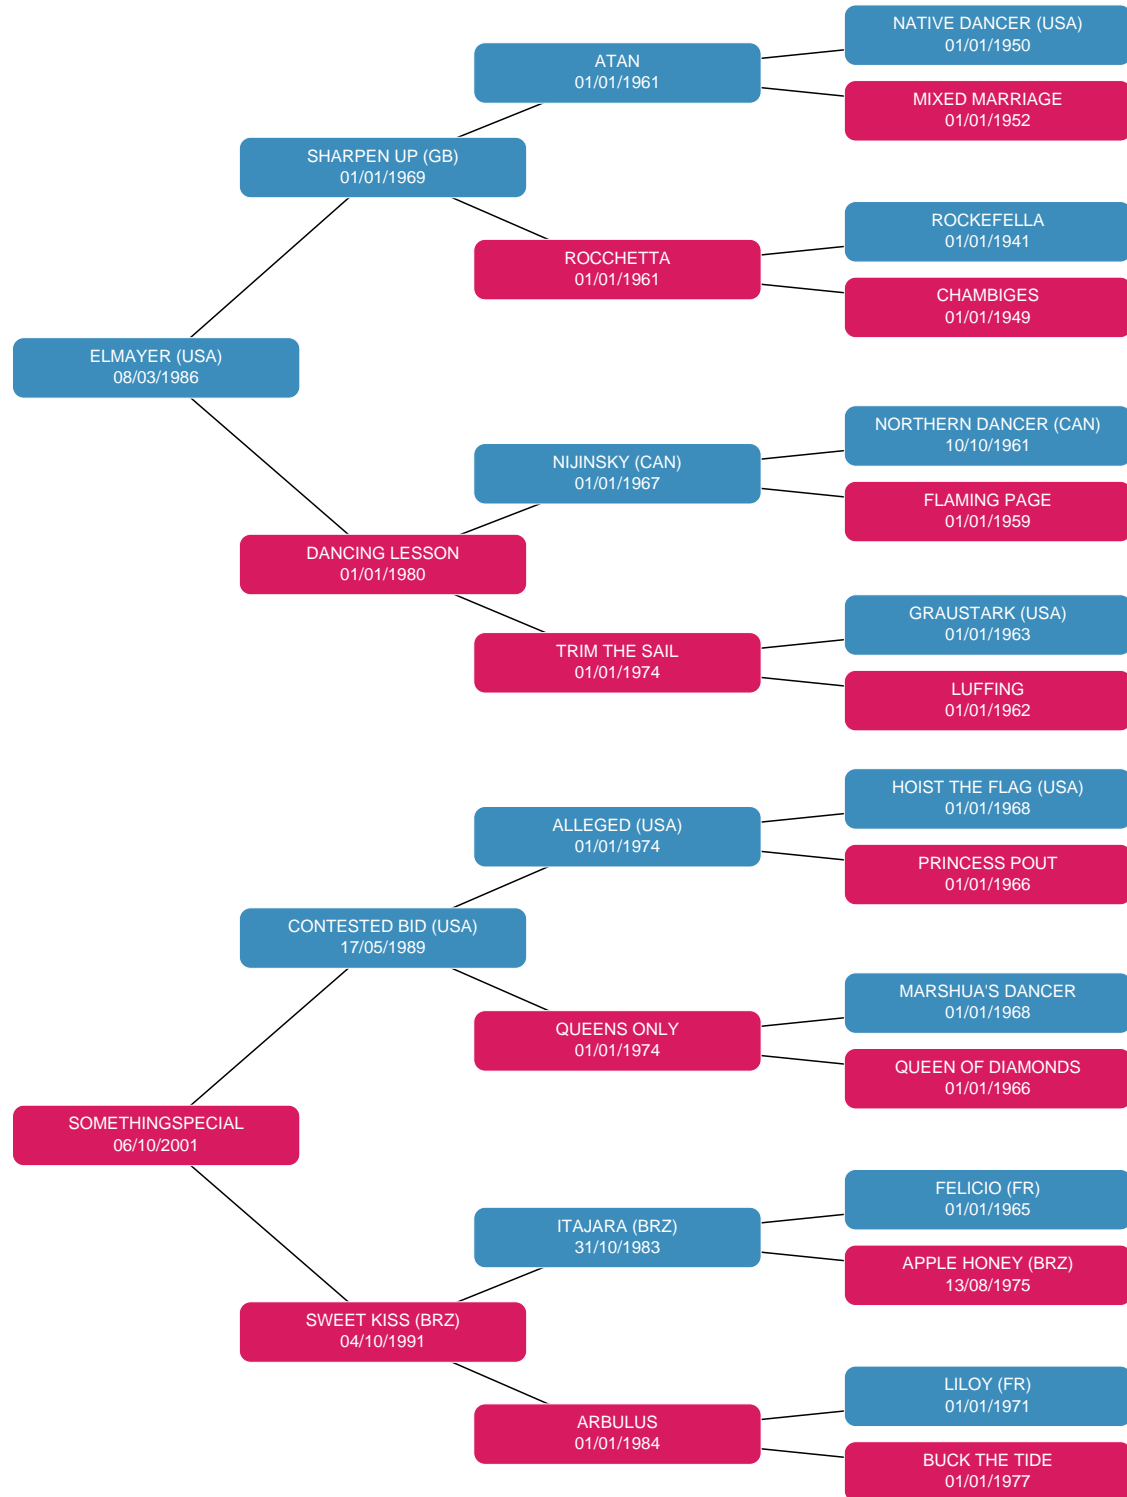 NATIVE DANCER (USA)
01/01/1950
ATAN
01/01/1961
MIXED MARRIAGE
01/01/1952
SHARPEN UP (GB)
01/01/1969
ROCKEFELLA
01/01/1941
ROCCHETTA
01/01/1961
CHAMBIGES
01/01/1949
ELMAYER (USA)
08/03/1986
NORTHERN DANCER (CAN)
10/10/1961
NIJINSKY (CAN)
01/01/1967
FLAMING PAGE
01/01/1959
DANCING LESSON
01/01/1980
GRAUSTARK (USA)
01/01/1963
TRIM THE SAIL
01/01/1974
LUFFING
01/01/1962
HOIST THE FLAG (USA)
01/01/1968
ALLEGED (USA)
01/01/1974
PRINCESS POUT
01/01/1966
CONTESTED BID (USA)
17/05/1989
MARSHUA'S DANCER
01/01/1968
QUEENS ONLY
01/01/1974
QUEEN OF DIAMONDS
01/01/1966
SOMETHINGSPECIAL
06/10/2001
FELICIO (FR)
01/01/1965
ITAJARA (BRZ)
31/10/1983
APPLE HONEY (BRZ)
13/08/1975
SWEET KISS (BRZ)
04/10/1991
LILOY (FR)
01/01/1971
ARBULUS
01/01/1984
BUCK THE TIDE
01/01/1977